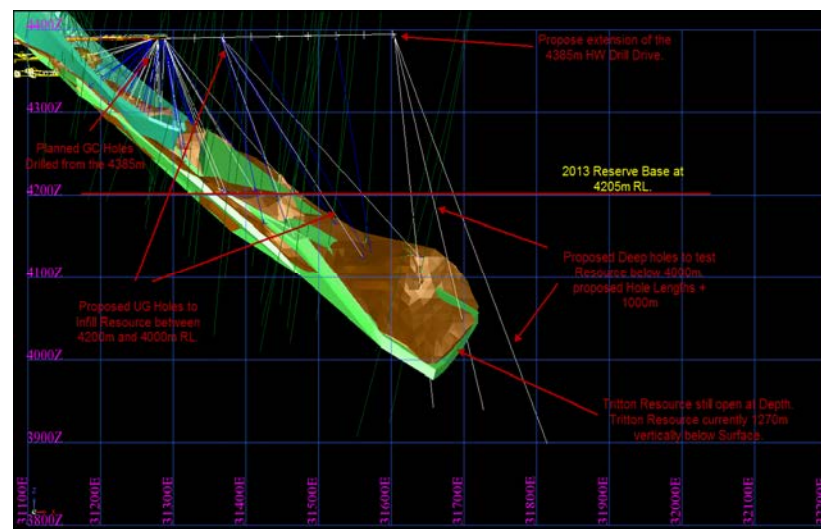 4400Z
Propose extension of the
4385m HW Drill Drive.
4300Z
Planned GC Holes
Drilled from the 4385m
2013 Reserve Base at
4205m RL.
4200Z
Proposed Deep holes to test
Resource below 4000m,
proposed Hole Lengths +
1000m
4100Z
Proposed UG Holes to
Infill Resource between
4200m and 4000m RL.
4000Z
Tritton Resource still open at Depth.
Tritton Resource currently 1270m
vertically below Surface.
3900Z
3800Z
31100E
31200E
31300E
31400E
31500E
31600E
31700E
31800E
31900E
32000E
32100E